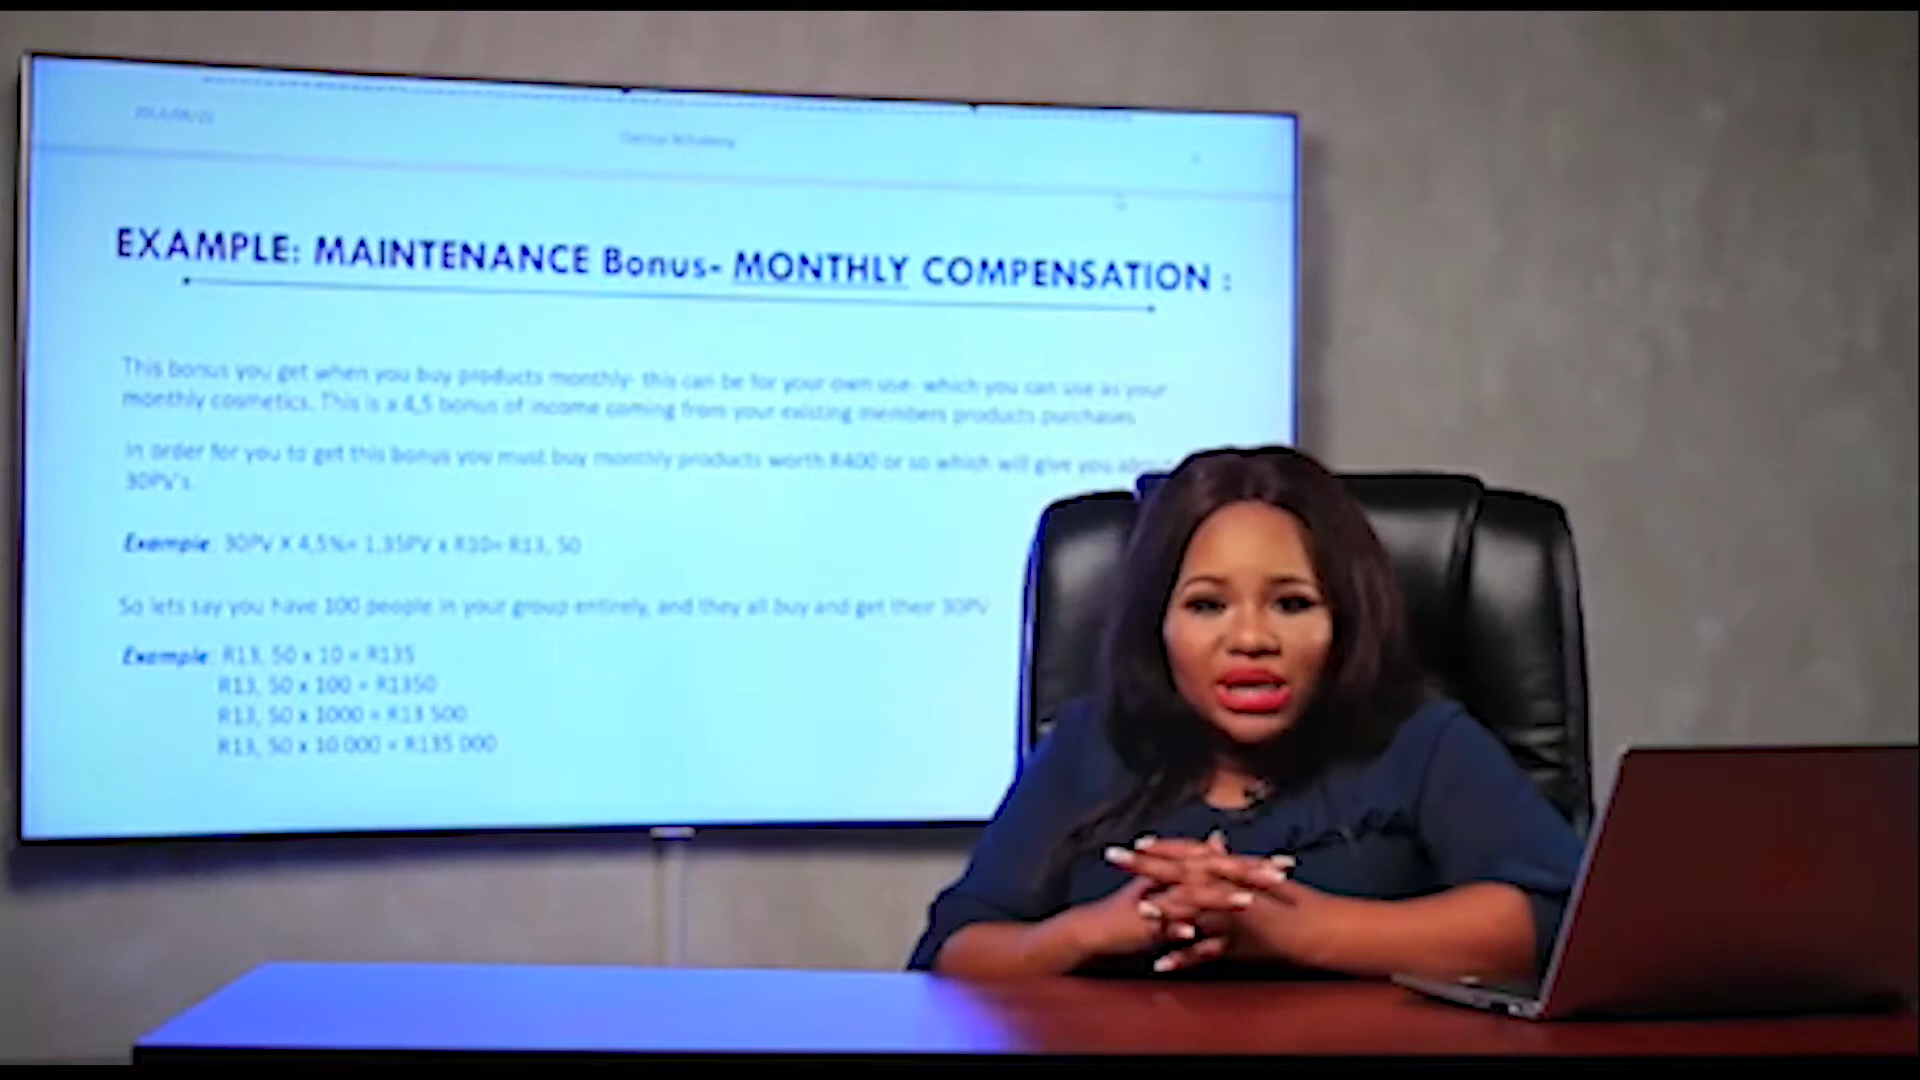 EXAMPLE: MAINTENANCE Bonus- MONTHLY COMPENSATION :
This bonus you get when you buy products monthly- this can be for your own use- which you can use as your
monthly cosmetics. This is a 4,5 bonus of income coming from your existing members products purchases.
In order for you to get this bonus you must buy monthly products worth R400 or so which will give you
30PV's.
Example: 30PV X 4,5%= 1,35PV x R10= R13, 50
So lets say you have 100 people in your group entirely, and they all buy and get their 30PV
Example: R13, 50 x 10 = R135
R13, 50 x 100 = R1350
R13, 50 x 1000 = R13 500
R13, 50 x 10 000 = R135 000